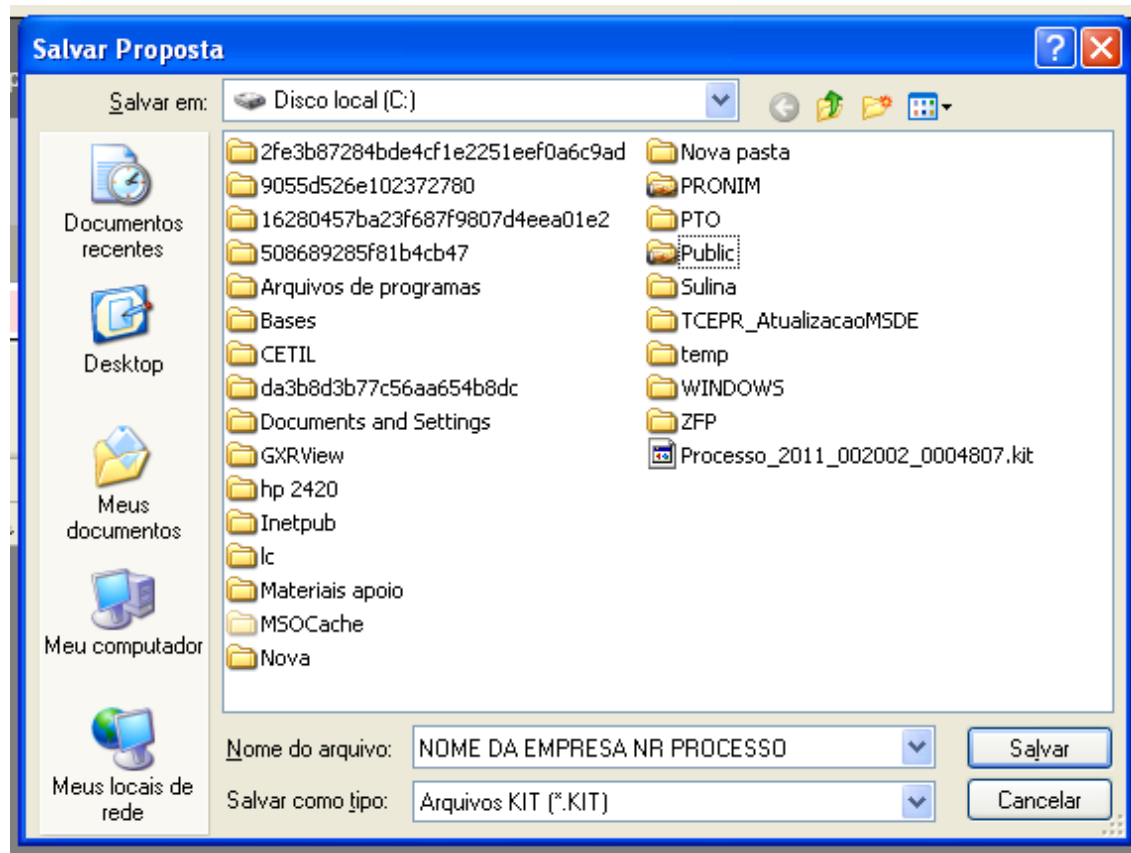 Salvar Proposta
Salvar em:
Disco local (C:)
Documentos
recentes
Desktop
Meus
documentos
Meu computador
Meus locais de
rede
2fe3b87284bde4cf1e2251eef0a6c9ad
9055d526e102372780
16280457ba23f687f9807d4eea01e2
508689285f81b4cb47
Arquivos de programas
Bases
CETIL
da3b8d3b77c56aa654b8dc
Documents and Settings
GXRView
hp 2420
Inetpub
lc
Materiais apoio
MSOCache
Nova
Nova pasta
PRONIM
PTO
Public
Sulina
TCEPR_AtualizacaoMSDE
temp
WINDOWS
ZFP
Processo_2011_002002_0004807.kit
Nome do arquivo:
NOME DA EMPRESA NR PROCESSO
Salvar
Salvar como tipo:
Arquivos KIT (*.KIT)
Cancelar